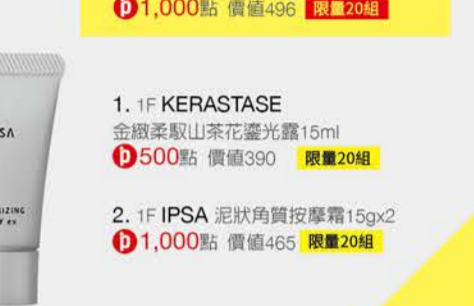 1,000點 價值496 限量20組
SA
IZING
Y ex
1. 1F KERASTASE
金緻柔馭山茶花鎏光露15ml
500點 價值390 限量20組
2. 1F IPSA 泥狀角質按摩霜15gx2
1,000點 價值465 限量20組